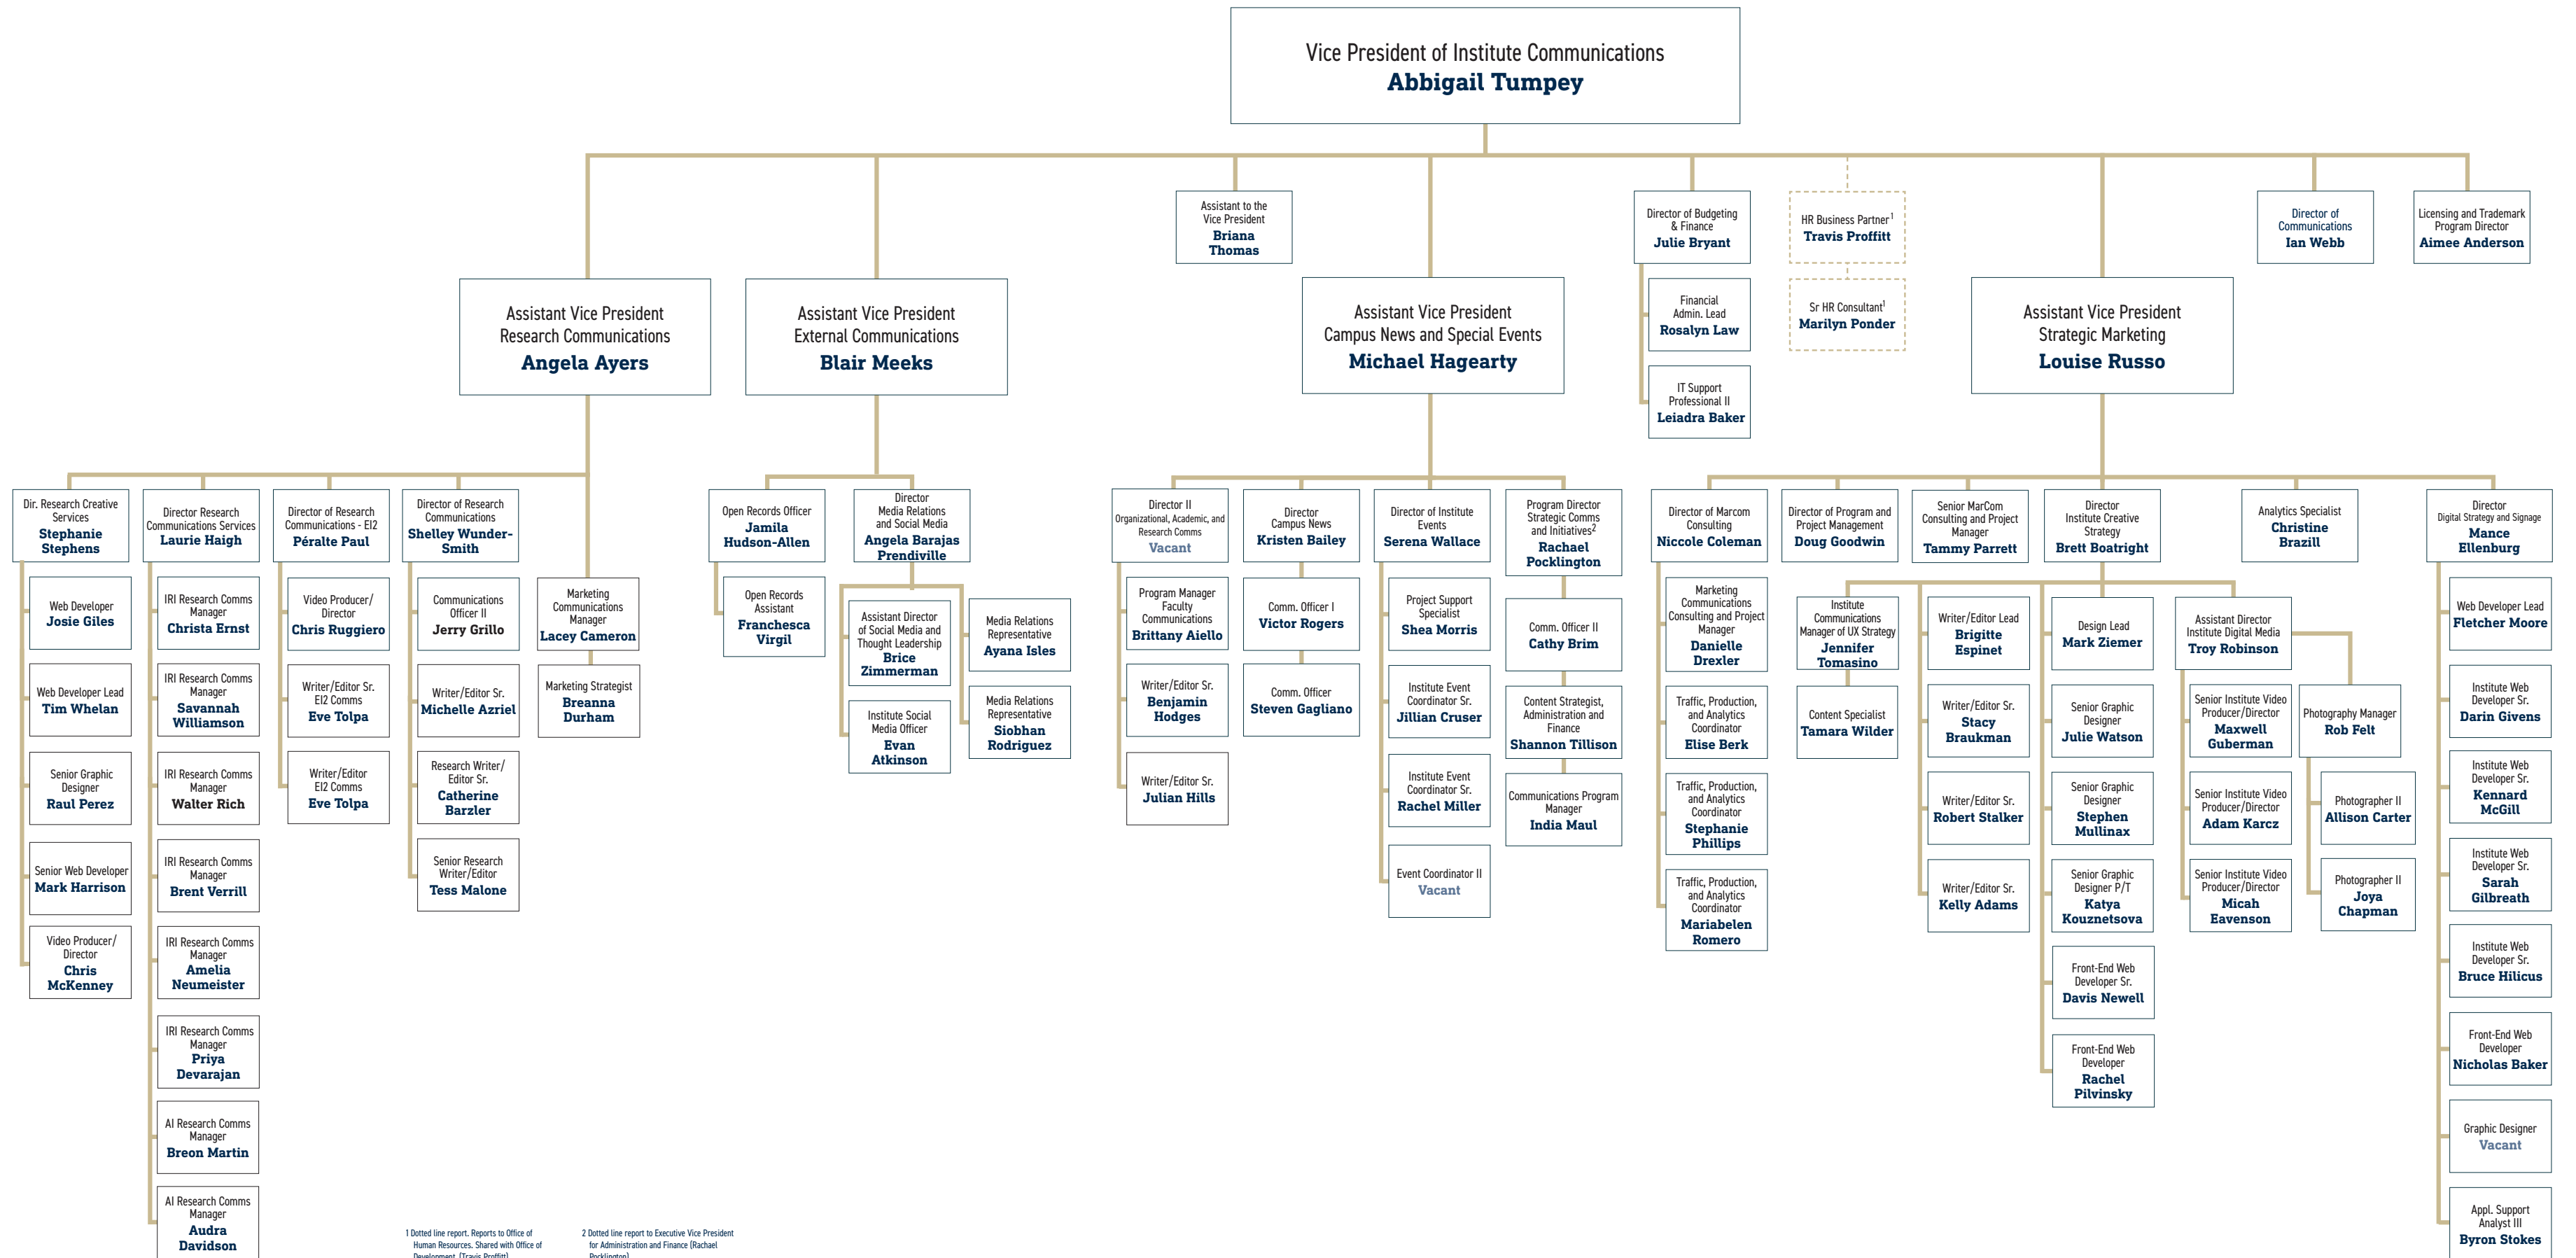 Vice President of Institute Communications
Abbigail Tumpey
Assistant to the
Vice President
Briana
Thomas
Director of Budgeting
& Finance
Julie Bryant
HR Business Partner1
Travis Proffitt
Director of
Communications
Ian Webb
Licensing and Trademark
Program Director
Aimee Anderson
Financial
Admin. Lead
Rosalyn Law
Sr HR Consultant1
Marilyn Ponder
IT Support
Professional II
Leiadra Baker
Assistant Vice President
Research Communications
Angela Ayers
Assistant Vice President
External Communications
Blair Meeks
Assistant Vice President
Campus News and Special Events
Michael Hagearty
Assistant Vice President
Strategic Marketing
Louise Russo
Dir. Research Creative
Services
Stephanie
Stephens
Web Developer
Josie Giles
Web Developer Lead
Tim Whelan
Senior Graphic
Designer
Raul Perez
Senior Web Developer
Mark Harrison
Video Producer/
Director
Chris
McKenney
Director Research
Communications Services
Laurie Haigh
IRI Research Comms
Manager
Christa Ernst
IRI Research Comms
Manager
Savannah
Williamson
IRI Research Comms
Manager
Walter Rich
IRI Research Comms
Manager
Brent Verrill
IRI Research Comms
Manager
Amelia
Neumeister
IRI Research Comms
Manager
Priya
Devarajan
AI Research Comms
Manager
Breon Martin
AI Research Comms
Manager
Audra
Davidson
Director of Research
Communications - EI2
Péralte Paul
Video Producer/
Director
Chris Ruggiero
Writer/Editor Sr.
EI2 Comms
Eve Tolpa
Writer/Editor
EI2 Comms
Eve Tolpa
Director of Research
Communications
Shelley Wunder-
Smith
Communications
Officer II
Jerry Grillo
Writer/Editor Sr.
Michelle Azriel
Research Writer/
Editor Sr.
Catherine
Barzler
Senior Research
Writer/Editor
Tess Malone
Marketing
Communications
Manager
Lacey Cameron
Marketing Strategist
Breanna
Durham
Open Records Officer
Jamila
Hudson-Allen
Open Records
Assistant
Franchesca
Virgil
Director
Media Relations
and Social Media
Angela Barajas
Prendiville
Assistant Director
of Social Media and
Thought Leadership
Brice
Zimmerman
Institute Social
Media Officer
Evan
Atkinson
Media Relations
Representative
Ayana Isles
Media Relations
Representative
Siobhan
Rodriguez
Director II
Organizational, Academic, and
Research Comms
Vacant
Program Manager
Faculty
Communications
Brittany Aiello
Writer/Editor Sr.
Benjamin
Hodges
Writer/Editor Sr.
Julian Hills
Director
Campus News
Kristen Bailey
Comm. Officer I
Victor Rogers
Comm. Officer
Steven Gagliano
Director of Institute
Events
Serena Wallace
Project Support
Specialist
Shea Morris
Institute Event
Coordinator Sr.
Jillian Cruser
Institute Event
Coordinator Sr.
Rachel Miller
Event Coordinator II
Vacant
Program Director
Strategic Comms
and Initiatives2
Rachael
Pocklington
Comm. Officer II
Cathy Brim
Content Strategist,
Administration and
Finance
Shannon Tillison
Communications Program
Manager
India Maul
Director of Marcom
Consulting
Niccole Coleman
Marketing
Communications
Consulting and Project
Manager
Danielle
Drexler
Traffic, Production,
and Analytics
Coordinator
Elise Berk
Traffic, Production,
and Analytics
Coordinator
Stephanie
Phillips
Traffic, Production,
and Analytics
Coordinator
Mariabelen
Romero
Director of Program and
Project Management
Doug Goodwin
Senior MarCom
Consulting and Project
Manager
Tammy Parrett
Director
Institute Creative
Strategy
Brett Boatright
Institute
Communications
Manager of UX Strategy
Jennifer
Tomasino
Content Specialist
Tamara Wilder
Writer/Editor Lead
Brigitte
Espinet
Writer/Editor Sr.
Stacy
Braukman
Writer/Editor Sr.
Robert Stalker
Writer/Editor Sr.
Kelly Adams
Design Lead
Mark Ziemer
Senior Graphic
Designer
Julie Watson
Senior Graphic
Designer
Stephen
Mullinax
Senior Graphic
Designer P/T
Katya
Kouznetsova
Front-End Web
Developer Sr.
Davis Newell
Front-End Web
Developer
Rachel
Pilvinsky
Assistant Director
Institute Digital Media
Troy Robinson
Senior Institute Video
Producer/Director
Maxwell
Guberman
Senior Institute Video
Producer/Director
Adam Karcz
Senior Institute Video
Producer/Director
Micah
Eavenson
Photography Manager
Rob Felt
Photographer II
Allison Carter
Photographer II
Joya
Chapman
Analytics Specialist
Christine
Brazill
Director
Digital Strategy and Signage
Mance
Ellenburg
Web Developer Lead
Fletcher Moore
Institute Web
Developer Sr.
Darin Givens
Institute Web
Developer Sr.
Kennard
McGill
Institute Web
Developer Sr.
Sarah
Gilbreath
Institute Web
Developer Sr.
Bruce Hilicus
Front-End Web
Developer
Nicholas Baker
Graphic Designer
Vacant
Appl. Support
Analyst III
Byron Stokes
1 Dotted line report. Reports to Office of
Human Resources. Shared with Office of
Development. (Travis Proffitt)
2 Dotted line report to Executive Vice President
for Administration and Finance (Rachael
Pocklington)